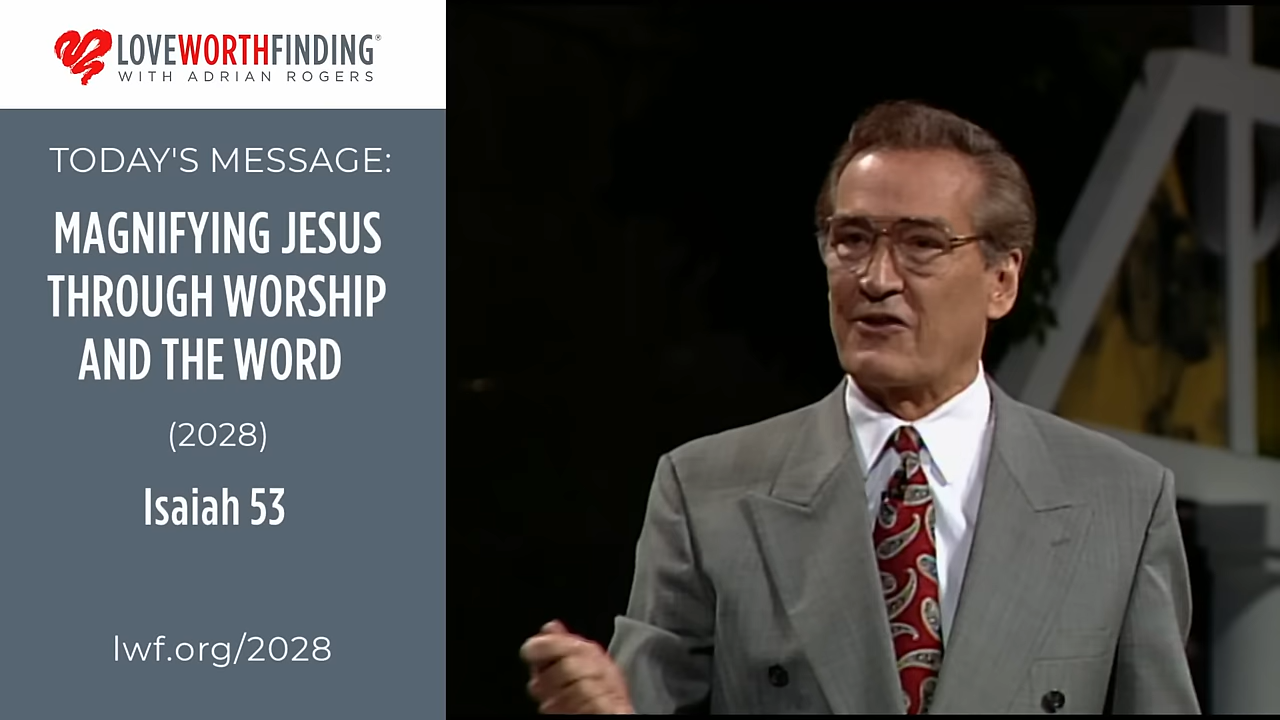 LOVEWORTHFINDING®
WITH ADRIAN ROGERS
TODAY'S MESSAGE:
MAGNIFYING JESUS
THROUGH WORSHIP
AND THE WORD
(2028)
Isaiah 53
lwf.org/2028